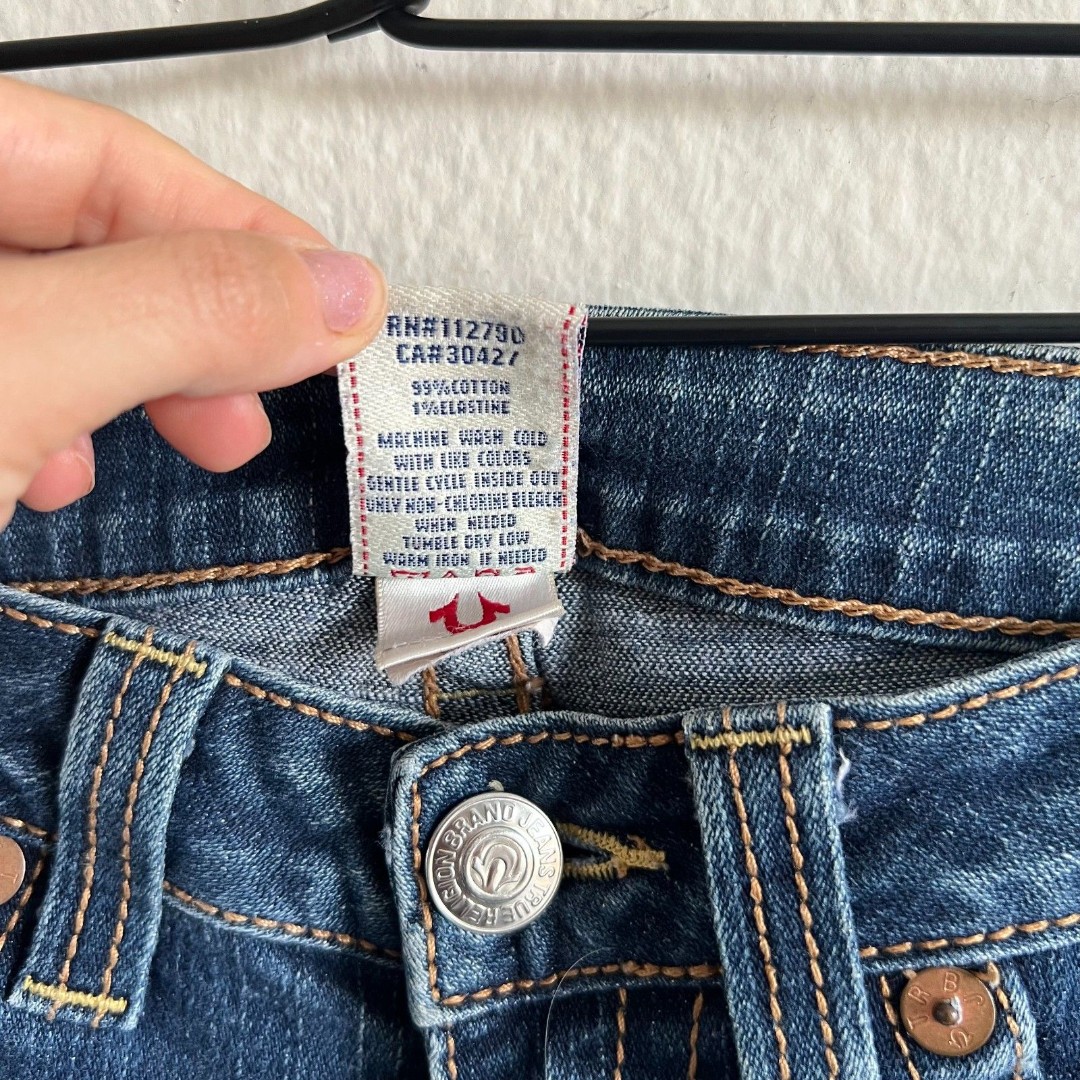 RN#112790
CA#30427
99%COTTON
1%ELASTINE
MACHINE WASH COLD
WITH LIKE COLORS
GENTLE CYCLE INSIDE OUT
ONLY NON-CHLORINE BLEACH
WHEN NEEDED
TUMBLE DRY LOW
WARM IRON IF NEEDED
TRUE RELIGION BRAND JEANS
T R B R